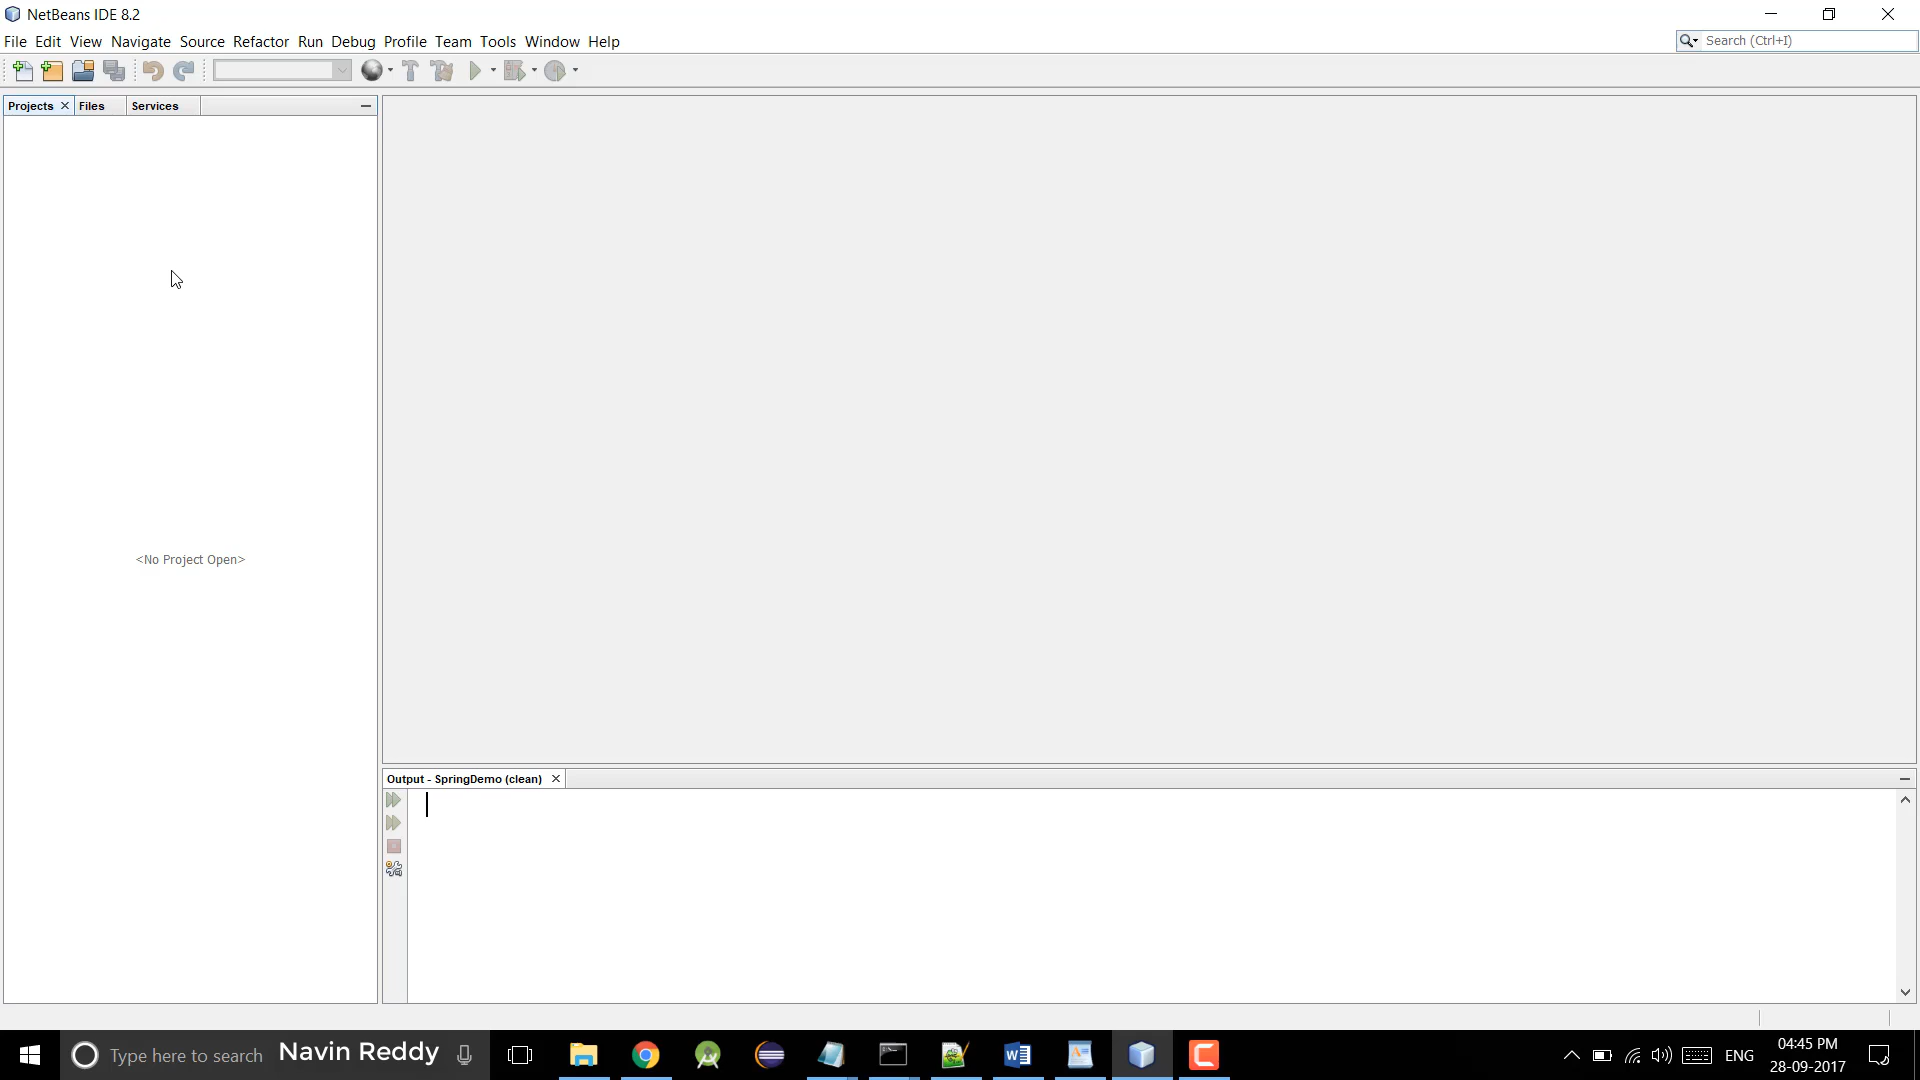 NetBeans IDE 8.2
File Edit View Navigate Source Refactor Run Debug Profile Team Tools Window Help
Search (Ctrl+I)
Projects Files Services
<No Project Open>
Output - SpringDemo (clean)
Type here to search Navin Reddy
ENG
04:45 PM
28-09-2017